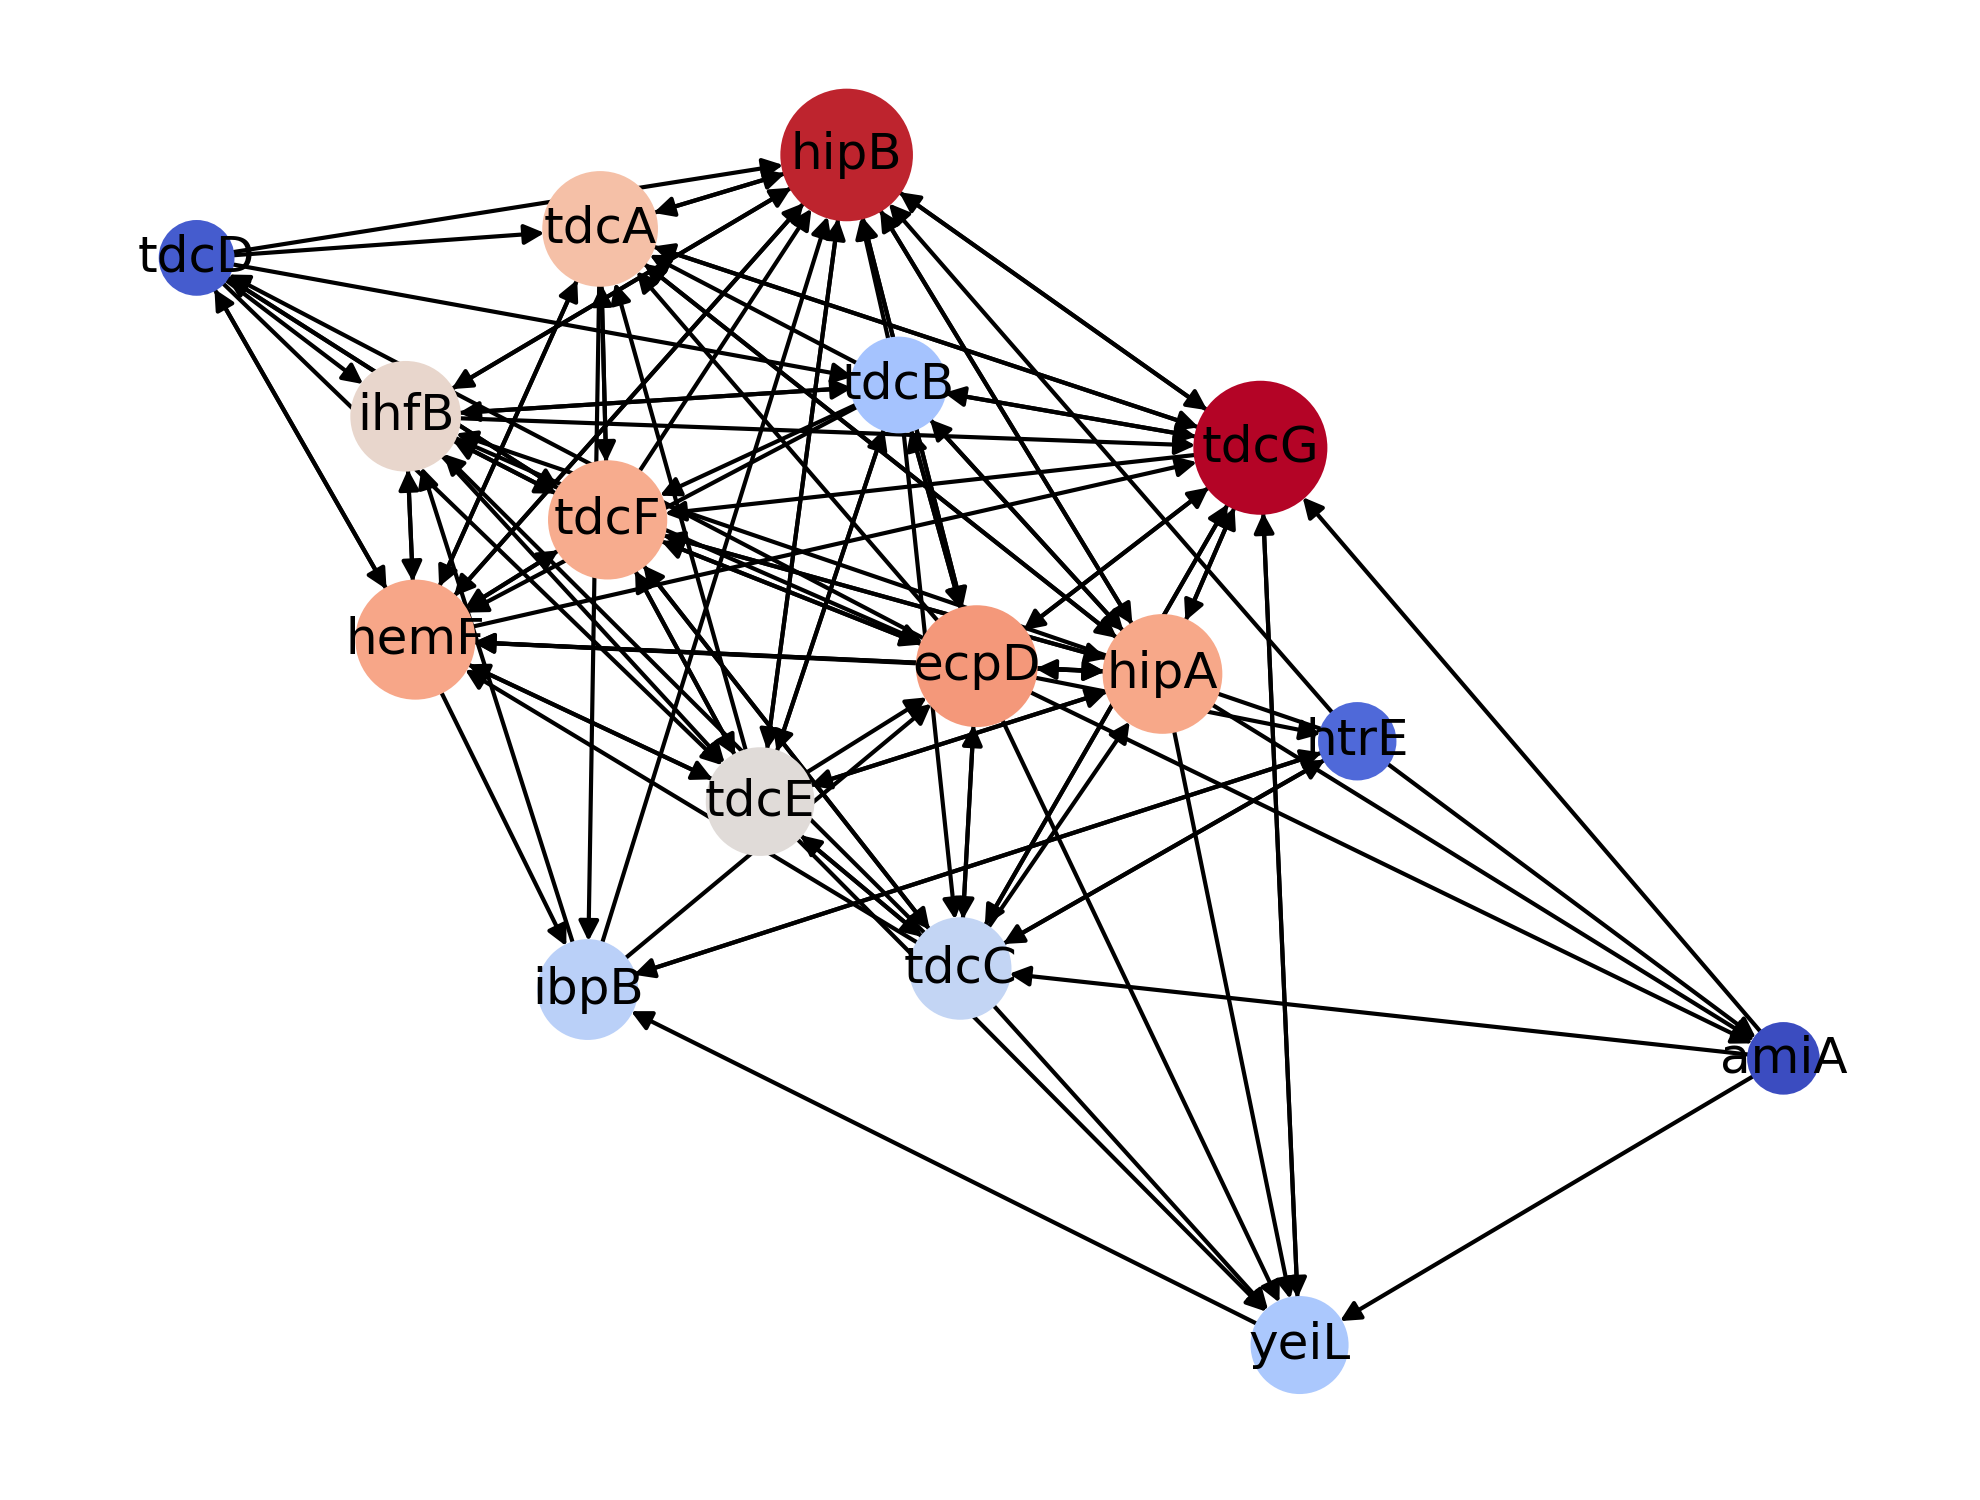 hipB
tdcA
tdcD
tdcB
ihfB
tdcG
tdcF
hemF
ecpD
hipA
htrE
tdcE
tdcC
ibpB
amiA
yeiL